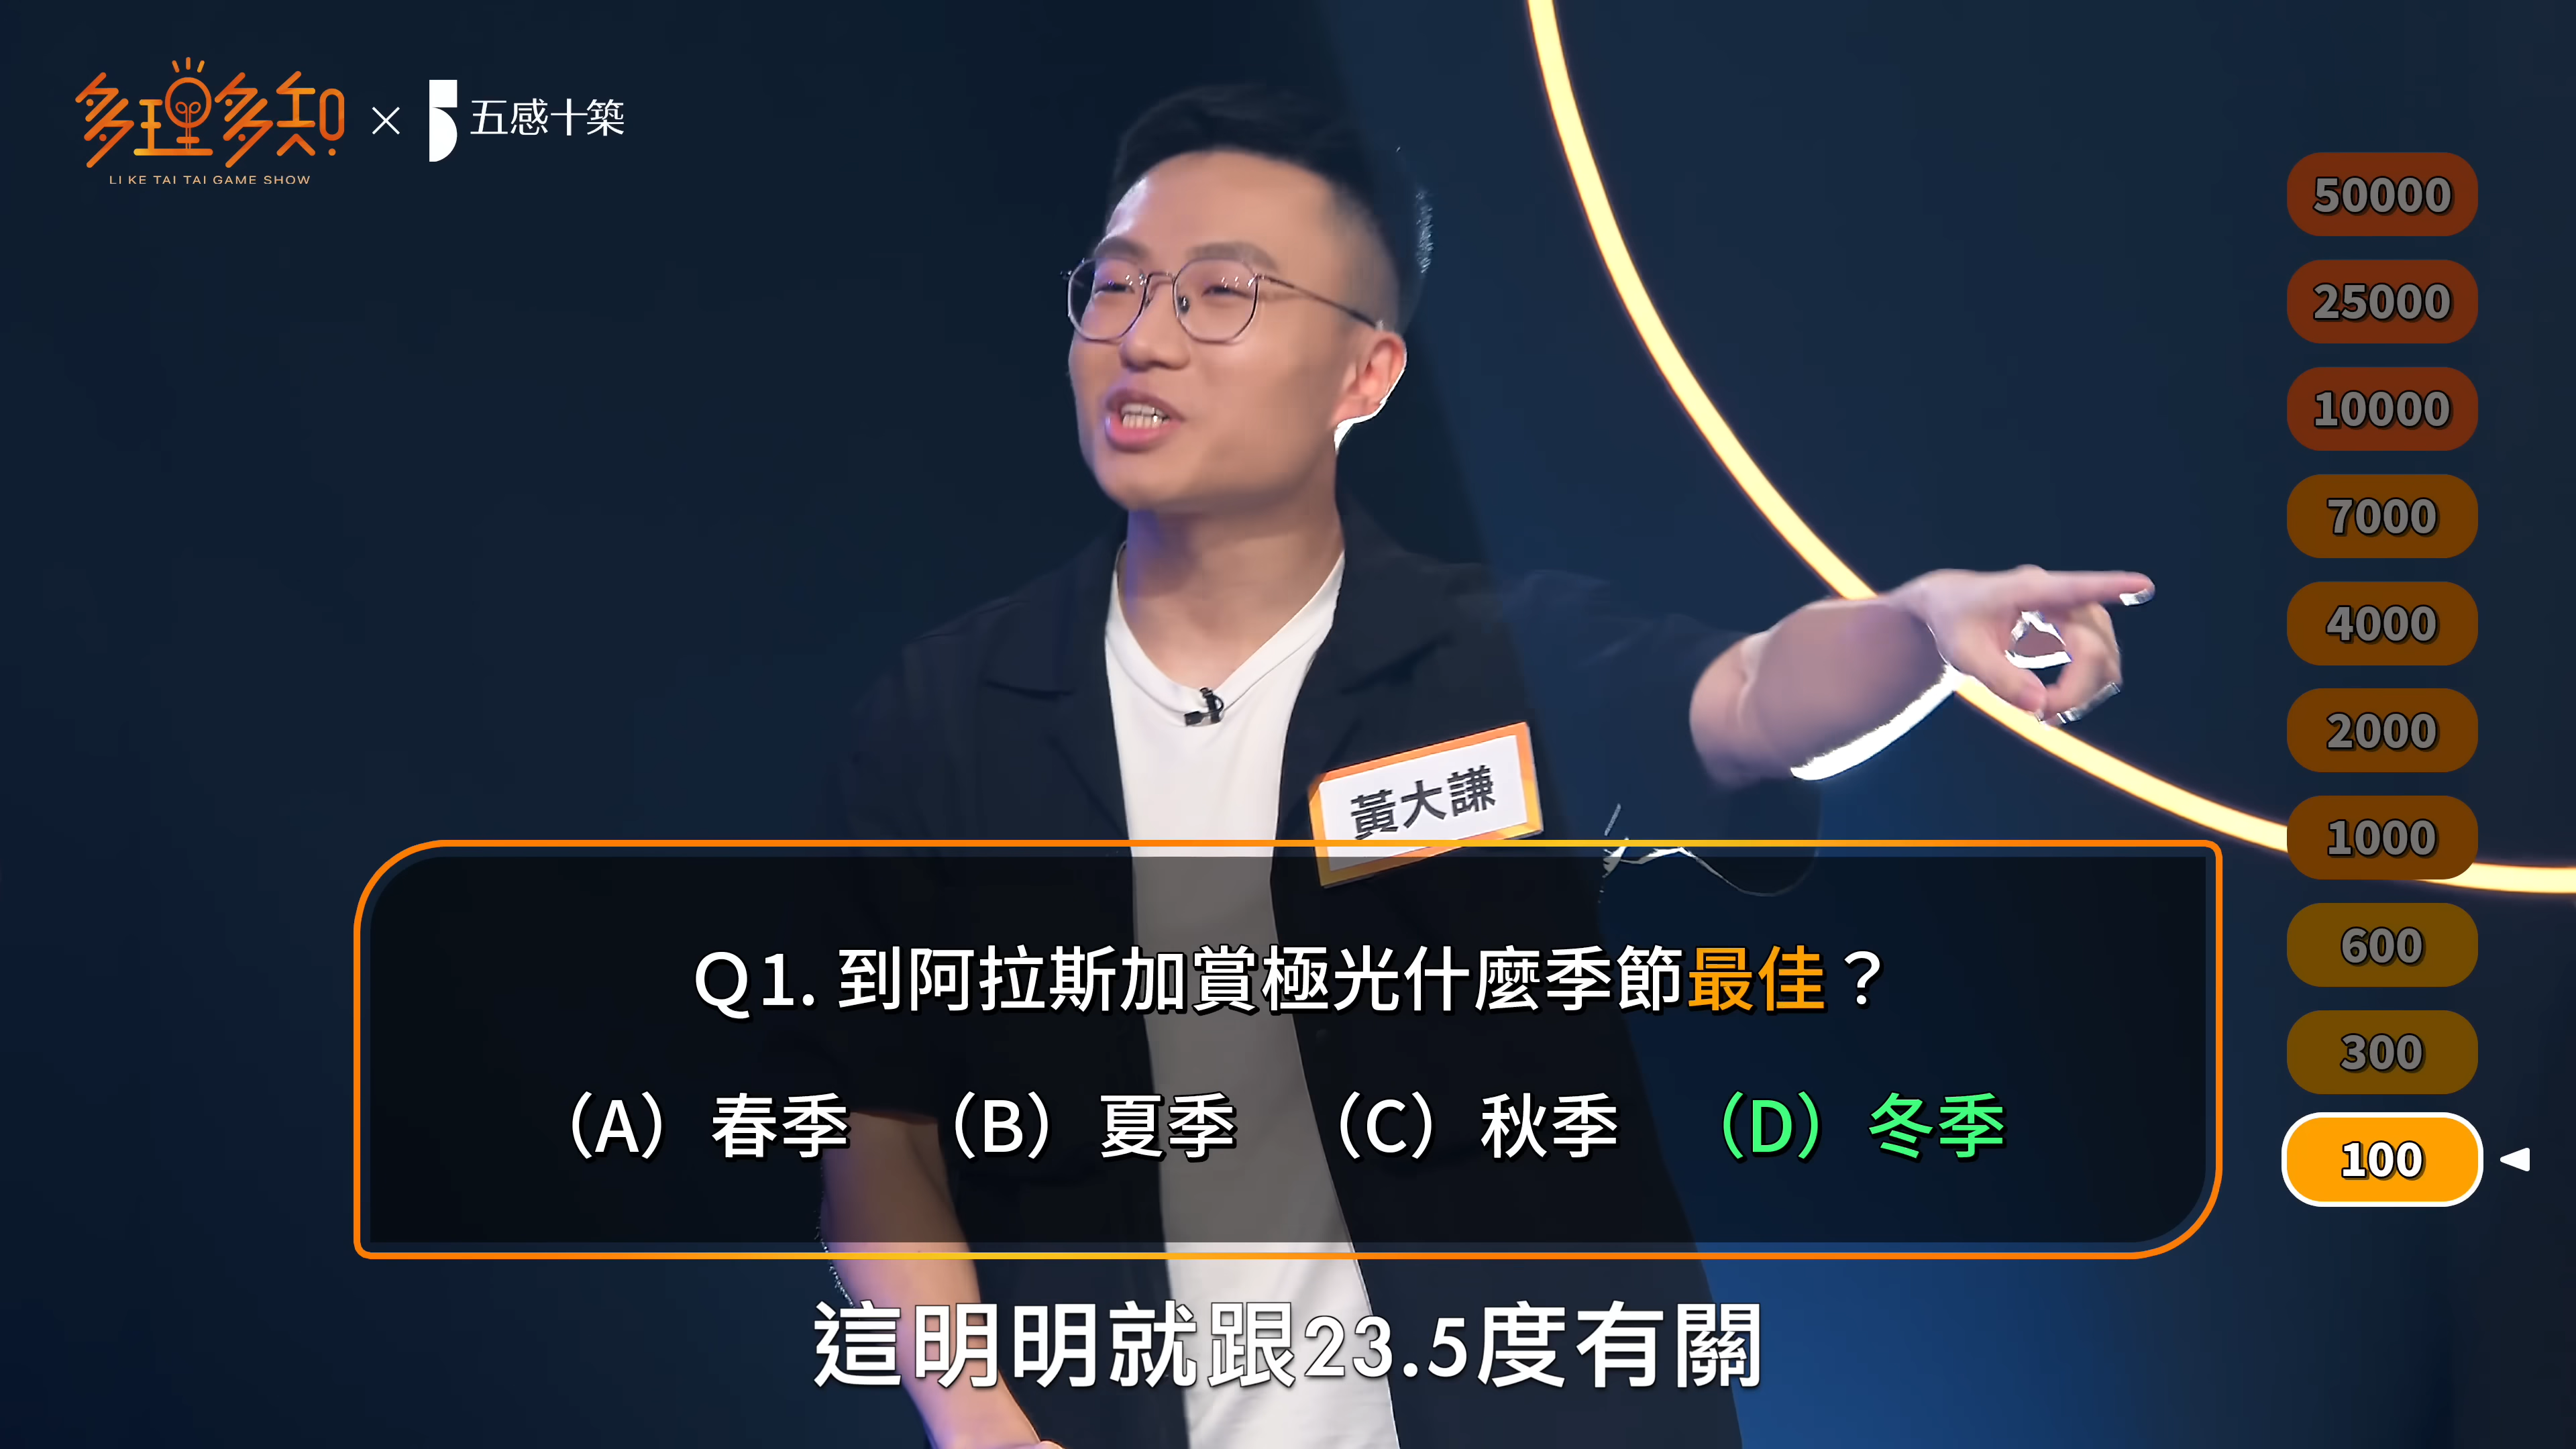 多理多知 × 5 五感十築
LI KE TAI TAI GAME SHOW
50000
25000
10000
7000
4000
2000
1000
600
300
100
黃大謙
Q1. 到阿拉斯加賞極光什麼季節最佳？
（A）春季 （B）夏季 （C）秋季 （D）冬季
這明明就跟23.5度有關